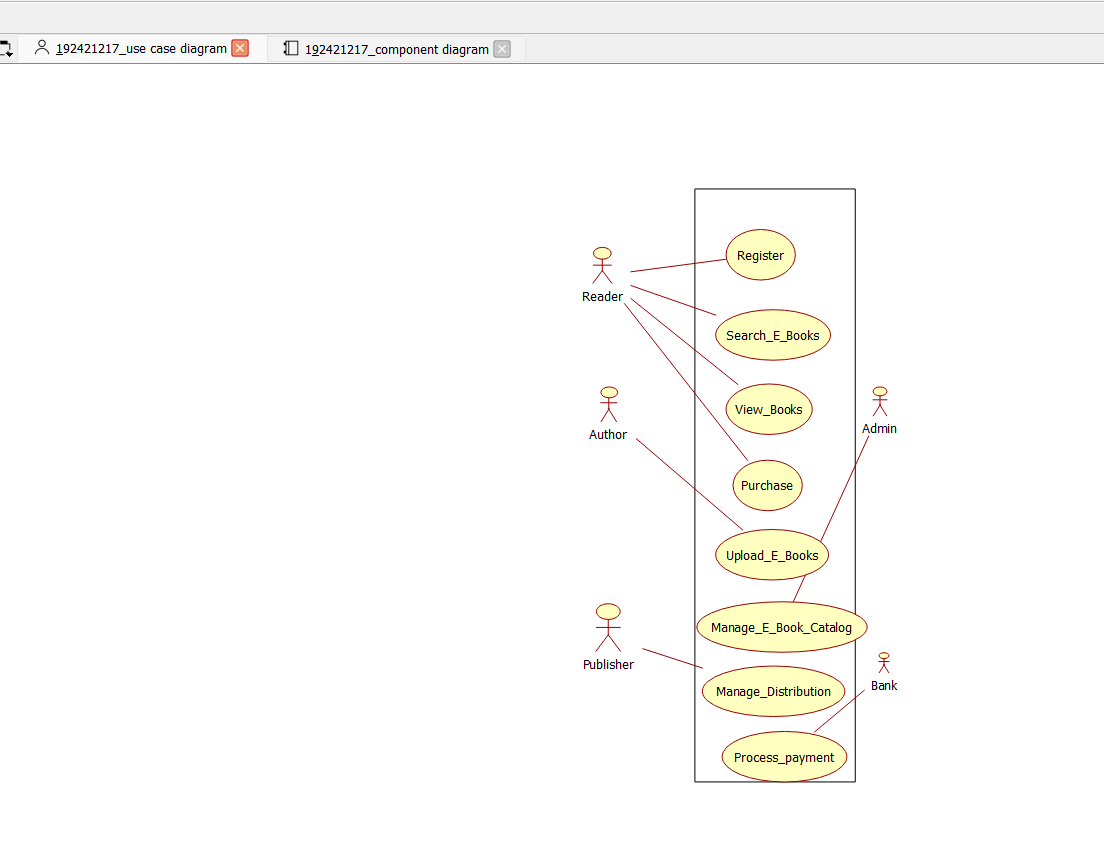 192421217_use case diagram
192421217_component diagram
Register
Reader
Search_E_Books
View_Books
Author
Admin
Purchase
Upload_E_Books
Manage_E_Book_Catalog
Publisher
Bank
Manage_Distribution
Process_payment